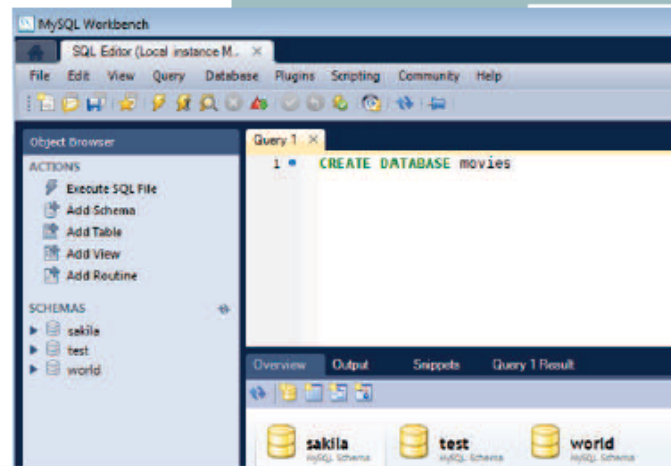 MySQL Workbench
SQL Editor (Local instance M..
File Edit View Query Database Plugins Scripting Community Help
Object Browser
ACTIONS
Execute SQL File
Add Schema
Add Table
Add View
Add Routine
SCHEMAS
sakila
test
world
Query 1
1 CREATE DATABASE movies
Overview Output Snippets Query 1 Result
sakila
MySQL Schema
test
MySQL Schema
world
MySQL Schema